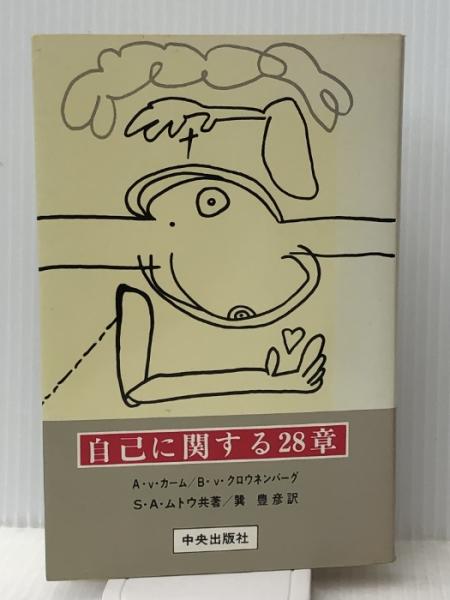 自己に関する28章
A・v・カーム/B・v・クロウネンバーグ
S・A・ムトウ共著/巽 豊彦訳
中央出版社